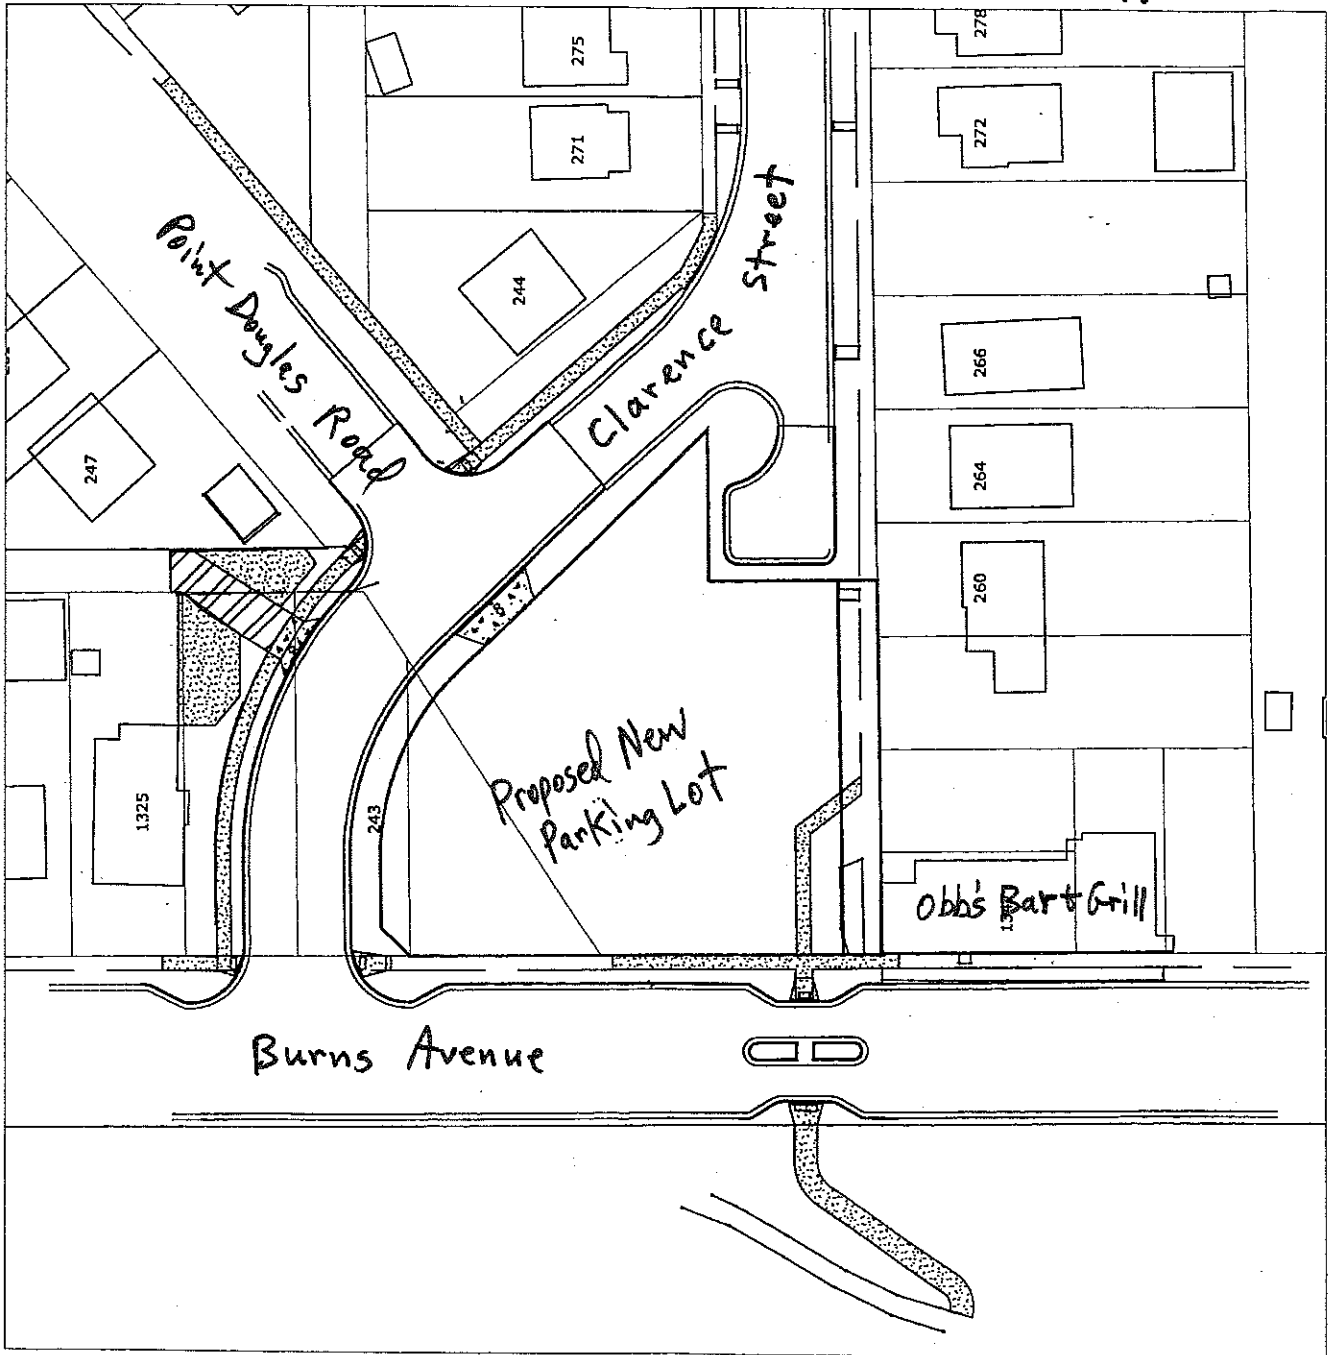 275
278
271
272
Point Douglas Road
244
Clarence Street
266
247
264
260
Proposed New
Parking Lot
1325
243
Obb's Bar + Grill
Burns Avenue